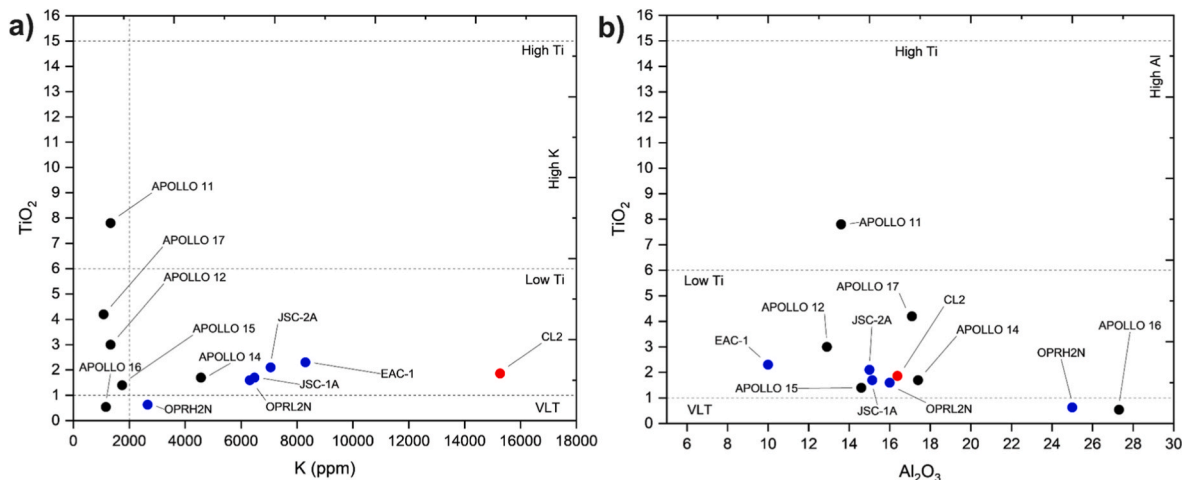 a)
16
15
14
13
12
11
10
9
8
7
6
5
4
3
2
1
0
TiO2
High Ti
High K
APOLLO 11
APOLLO 17
APOLLO 12
Low Ti
APOLLO 15
JSC-2A
CL2
APOLLO 16
APOLLO 14
EAC-1
JSC-1A
OPRH2N
OPRL2N
VLT
0 2000 4000 6000 8000 10000 12000 14000 16000 18000
K (ppm)
b)
16
15
14
13
12
11
10
9
8
7
6
5
4
3
2
1
0
TiO2
High Ti
High Al
APOLLO 11
Low Ti
APOLLO 17
APOLLO 12
CL2
JSC-2A
APOLLO 14
APOLLO 16
EAC-1
OPRH2N
APOLLO 15
JSC-1A
OPRL2N
VLT
6 8 10 12 14 16 18 20 22 24 26 28 30
Al2O3